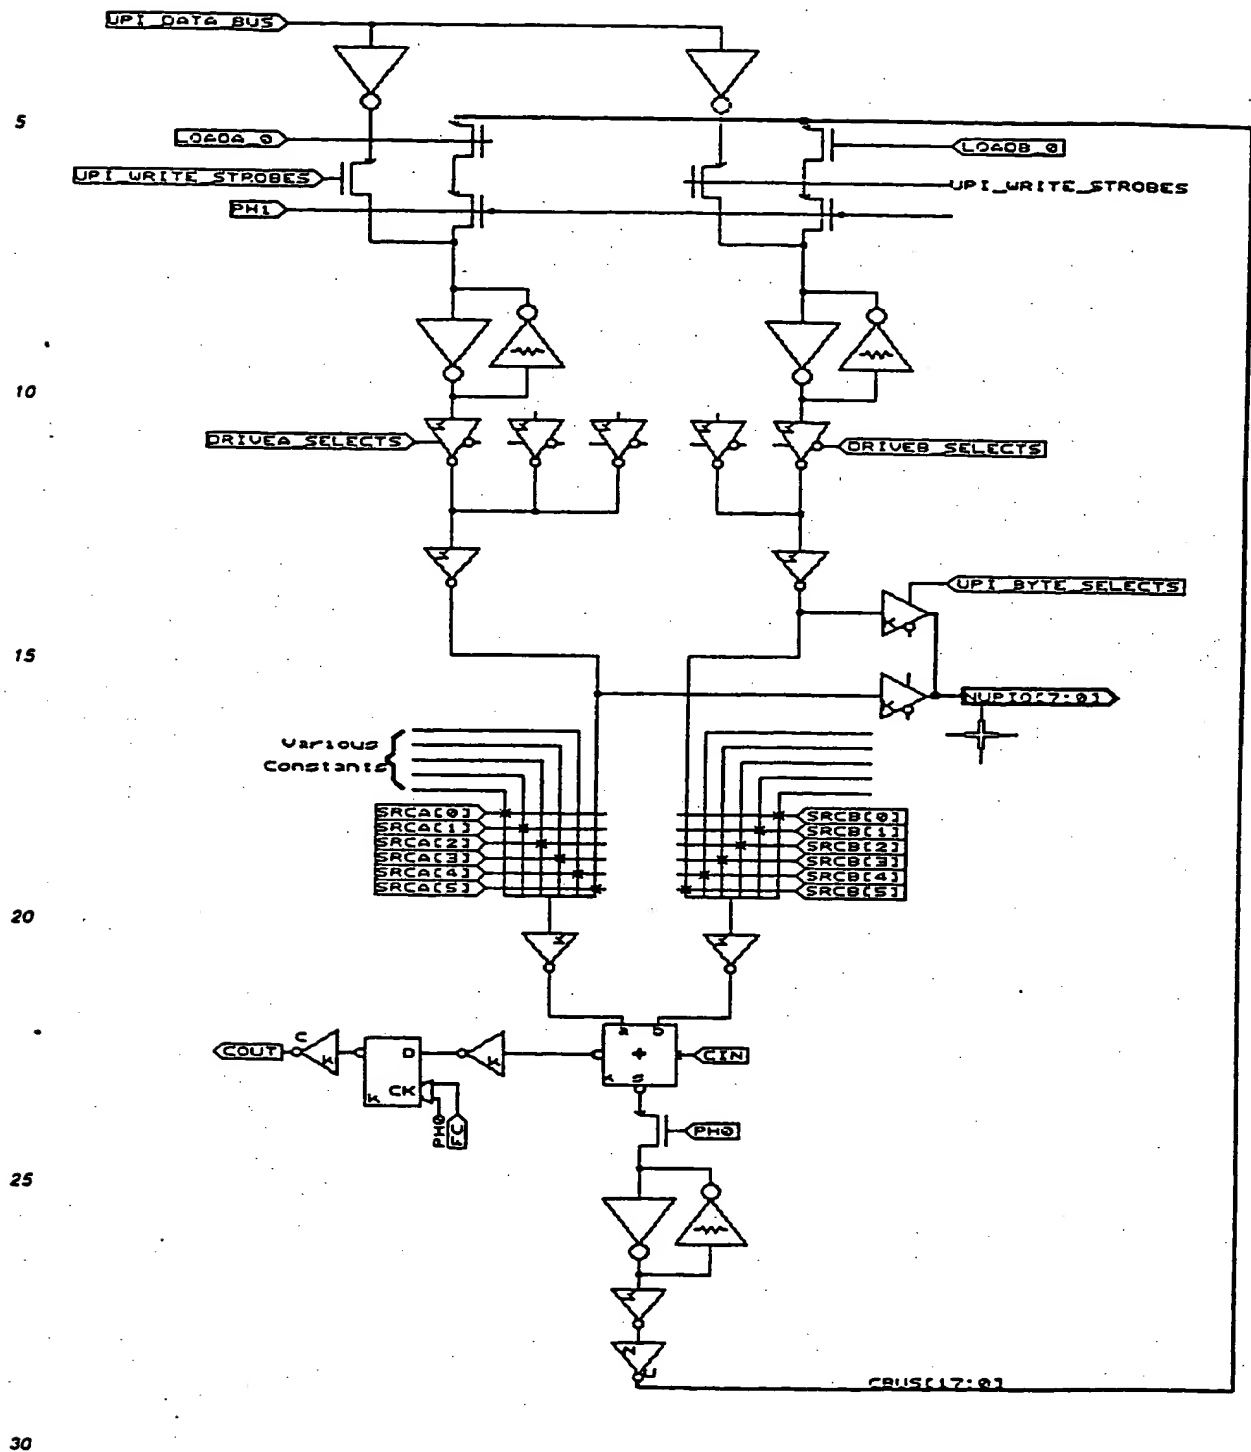 UPI_DATA_BUS
5
LOADA_0
LOADB_0
UPI_WRITE_STROBES
UPI_WRITE_STROBES
PH1
10
DRIVEA_SELECTS
DRIVEB_SELECTS
UPI_BYTE_SELECTS
15
NUPIO[7:0]
Various
Constants
SRCA[0]
SRCB[0]
SRCA[1]
SRCB[1]
SRCA[2]
SRCB[2]
SRCA[3]
SRCB[3]
SRCA[4]
SRCB[4]
SRCA[5]
SRCB[5]
20
a b
C
COUT
K
D
K
+
CIN
K CK
K S
PH0
FC
PH0
25
CBUS[17:0]
30